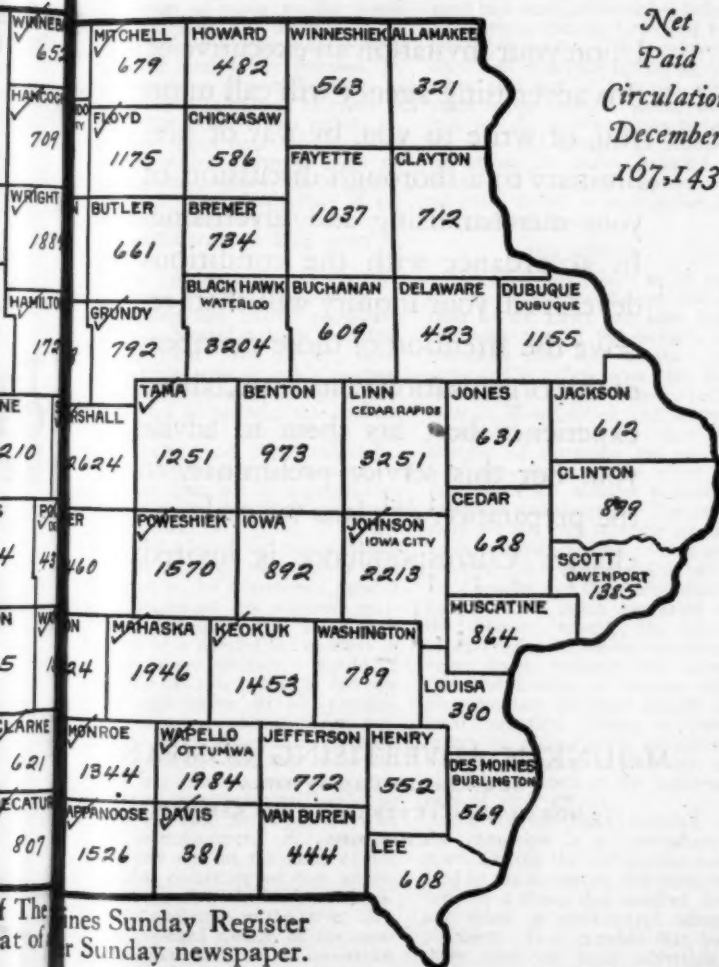 Net
Paid
Circulation
December
167,143
MITCHELL HOWARD WINNESHIEK ALLAMAKEE
679 482 563 321
HANCOCK
709
FLOYD CHICKASAW
1175 586
FAYETTE CLAYTON
1037 712
WRIGHT BUTLER BREMER
661 734
BLACK HAWK BUCHANAN DELAWARE DUBUQUE
WATERLOO DUBUQUE
3204 609 423 1155
GRUNDY
792
TAMA BENTON LINN JONES JACKSON
CEDAR RAPIDS
1251 973 3251 631 612
210 2624
CLINTON
899
CEDAR
628
POWESHIEK IOWA JOHNSON
IOWA CITY
1570 892 2213
SCOTT
DAVENPORT
1385
MUSCATINE
864
MAHASKA KEOKUK WASHINGTON
1946 1453 789
LOUISA
380
CLARKE MONROE WAPELLO JEFFERSON HENRY
OTTUMWA
621 1344 1984 772 552
DES MOINES
BURLINGTON
569
DAVIS VAN BUREN
807 1526 381 444
LEE
608
The ines Sunday Register
at of r Sunday newspaper.